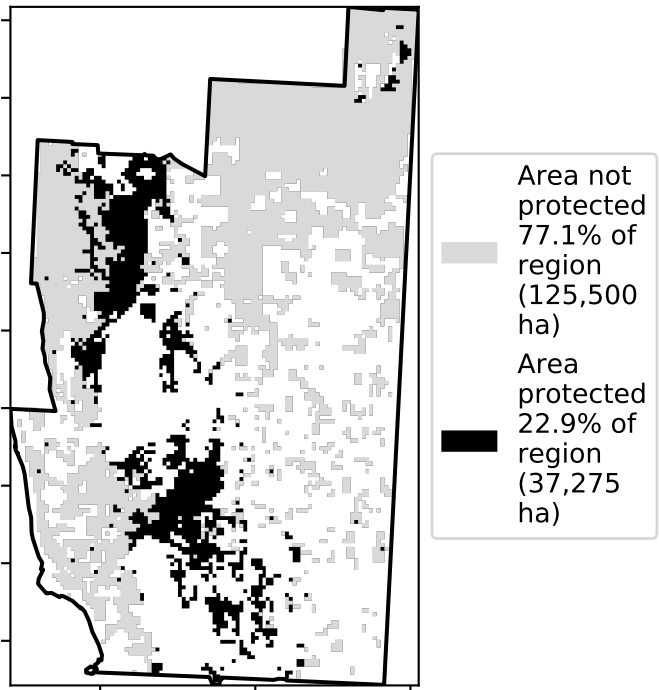 Area not
protected
77.1% of
region
(125,500
ha)
Area
protected
22.9% of
region
(37,275
ha)